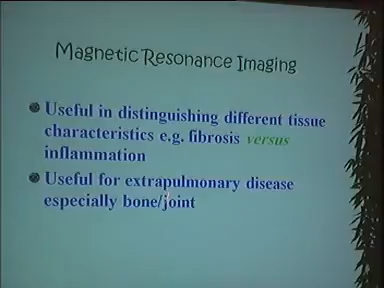 Magnetic Resonance Imaging
Useful in distinguishing different tissue
characteristics e.g. fibrosis versus
inflammation
Useful for extrapulmonary disease
especially bone/joint